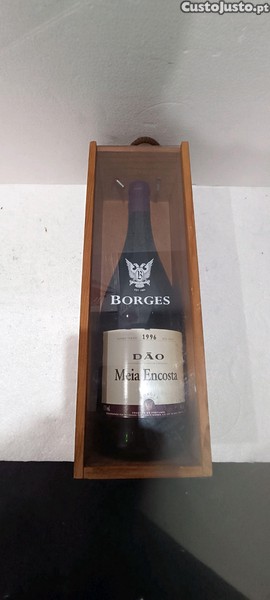 CustoJusto.pt
BORGES
1996
DÃO
Meia Encosta